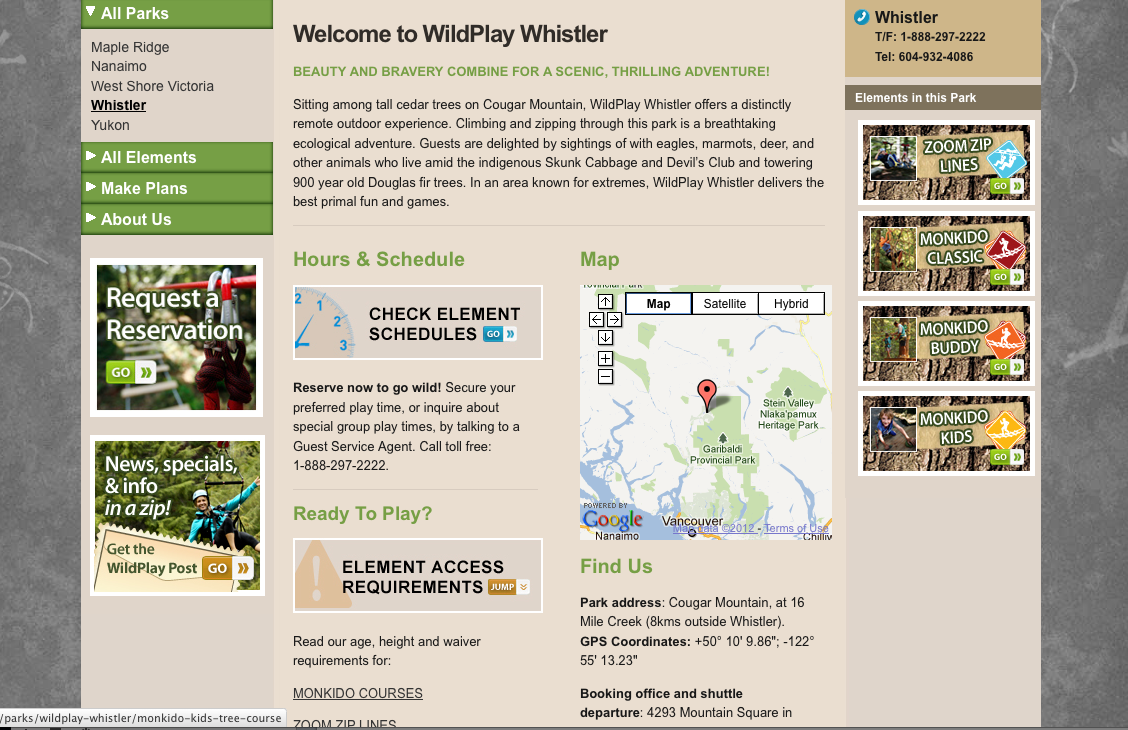 All Parks
Maple Ridge
Nanaimo
West Shore Victoria
Whistler
Yukon
All Elements
Make Plans
About Us
Request a
Reservation
GO
News, specials,
& info
in a zip!
Get the
WildPlay Post GO
Welcome to WildPlay Whistler
BEAUTY AND BRAVERY COMBINE FOR A SCENIC, THRILLING ADVENTURE!
Sitting among tall cedar trees on Cougar Mountain, WildPlay Whistler offers a distinctly
remote outdoor experience. Climbing and zipping through this park is a breathtaking
ecological adventure. Guests are delighted by sightings of with eagles, marmots, deer, and
other animals who live amid the indigenous Skunk Cabbage and Devil's Club and towering
900 year old Douglas fir trees. In an area known for extremes, WildPlay Whistler delivers the
best primal fun and games.
Hours & Schedule
2
1
2
3
CHECK ELEMENT
SCHEDULES GO
Reserve now to go wild! Secure your
preferred play time, or inquire about
special group play times, by talking to a
Guest Service Agent. Call toll free:
1-888-297-2222.
Ready To Play?
ELEMENT ACCESS
REQUIREMENTS JUMP
Read our age, height and waiver
requirements for:
MONKIDO COURSES
ZOOM ZIP LINES
Map
Provincial Park
Map Satellite Hybrid
Stein Valley
Nlaka'pamux
Heritage Park
Garibaldi
Provincial Park
POWERED BY
Google
Vancouver
Map data ©2012 - Terms of Use
Nanaimo
Chilliw
Find Us
Park address: Cougar Mountain, at 16
Mile Creek (8kms outside Whistler).
GPS Coordinates: +50° 10' 9.86"; -122°
55' 13.23"
Booking office and shuttle
departure: 4293 Mountain Square in
Whistler
T/F: 1-888-297-2222
Tel: 604-932-4086
Elements in this Park
ZOOM ZIP
LINES
GO
MONKIDO
CLASSIC
GO
MONKIDO
BUDDY
GO
MONKIDO
KIDS
GO
/parks/wildplay-whistler/monkido-kids-tree-course